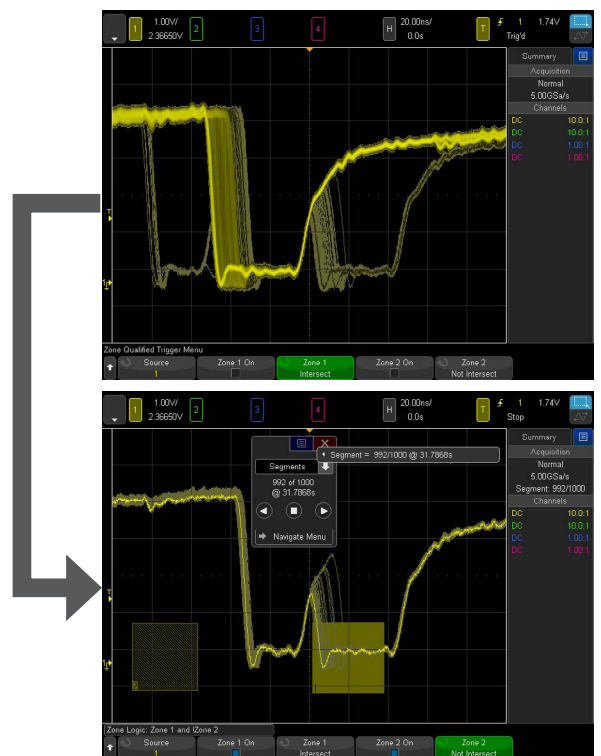 1 1.00V/ 2 3 4 H 20.00ns/ T 1 1.74V
2.36650V 0.0s Trig'd
Summary
Acquisition
Normal
5.00GSa/s
Channels
DC 10.0:1
DC 10.0:1
DC 1.00:1
DC 1.00:1
T
Zone Qualified Trigger Menu
Source Zone 1 On Zone 1 Zone 2 On Zone 2
1 Intersect Not Intersect
1 1.00V/ 2 3 4 H 20.00ns/ T 1 1.74V
2.36650V 0.0s Stop
Summary
Segment = 992/1000 @ 31.7868s
Acquisition
Segments
Normal
992 of 1000
5.00GSa/s
@ 31.7868s
Segment: 992/1000
Channels
DC 10.0:1
DC 10.0:1
Navigate Menu
DC 1.00:1
DC 1.00:1
T
1
2
Zone Logic: Zone 1 and !Zone 2
Source Zone 1 On Zone 1 Zone 2 On Zone 2
1 Intersect Not Intersect